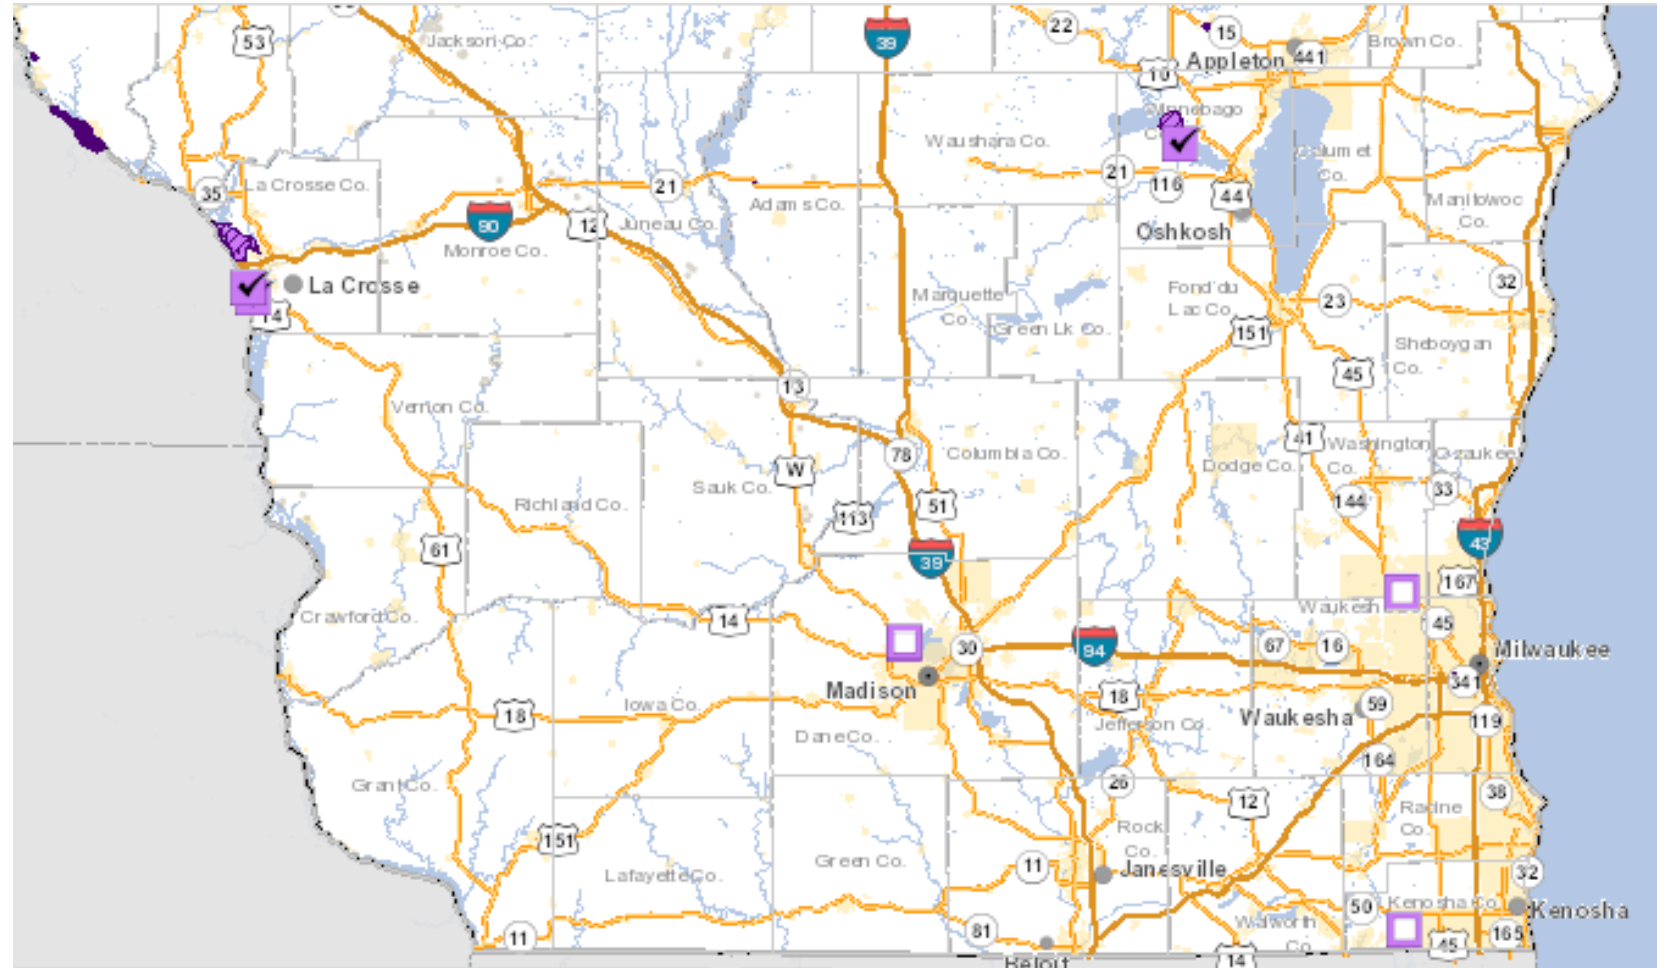 53
Jackson Co.
39
22
15
441
Brown Co.
Appleton
10
Winnebago
Waushara Co.
Calumet
Co.
21
116
44
35
La Crosse Co.
21
Adams Co.
Manitowoc
Co.
90
12
Juneau Co.
Monroe Co.
Oshkosh
La Crosse
14
Marquette
Co.
Green Lk Co.
Fond du
Lac Co.
23
32
151
Sheboygan
Co.
45
13
Vernon Co.
78
Columbia Co.
41
Washington
Co.
Ozaukee
Dodge Co.
W
Sauk Co.
Richland Co.
113
51
144
33
61
39
43
167
Crawford Co.
14
Waukesh
45
30
94
67
16
Milwaukee
Madison
18
341
Iowa Co.
18
Jefferson Co.
Waukesha
59
119
Dane Co.
164
Grant Co.
26
12
38
Racine
Co.
151
Rock
Co.
Green Co.
11
Janesville
Lafayette Co.
32
50
Kenosha Co.
Kenosha
11
81
Walworth
Co.
45
165
Beloit
14